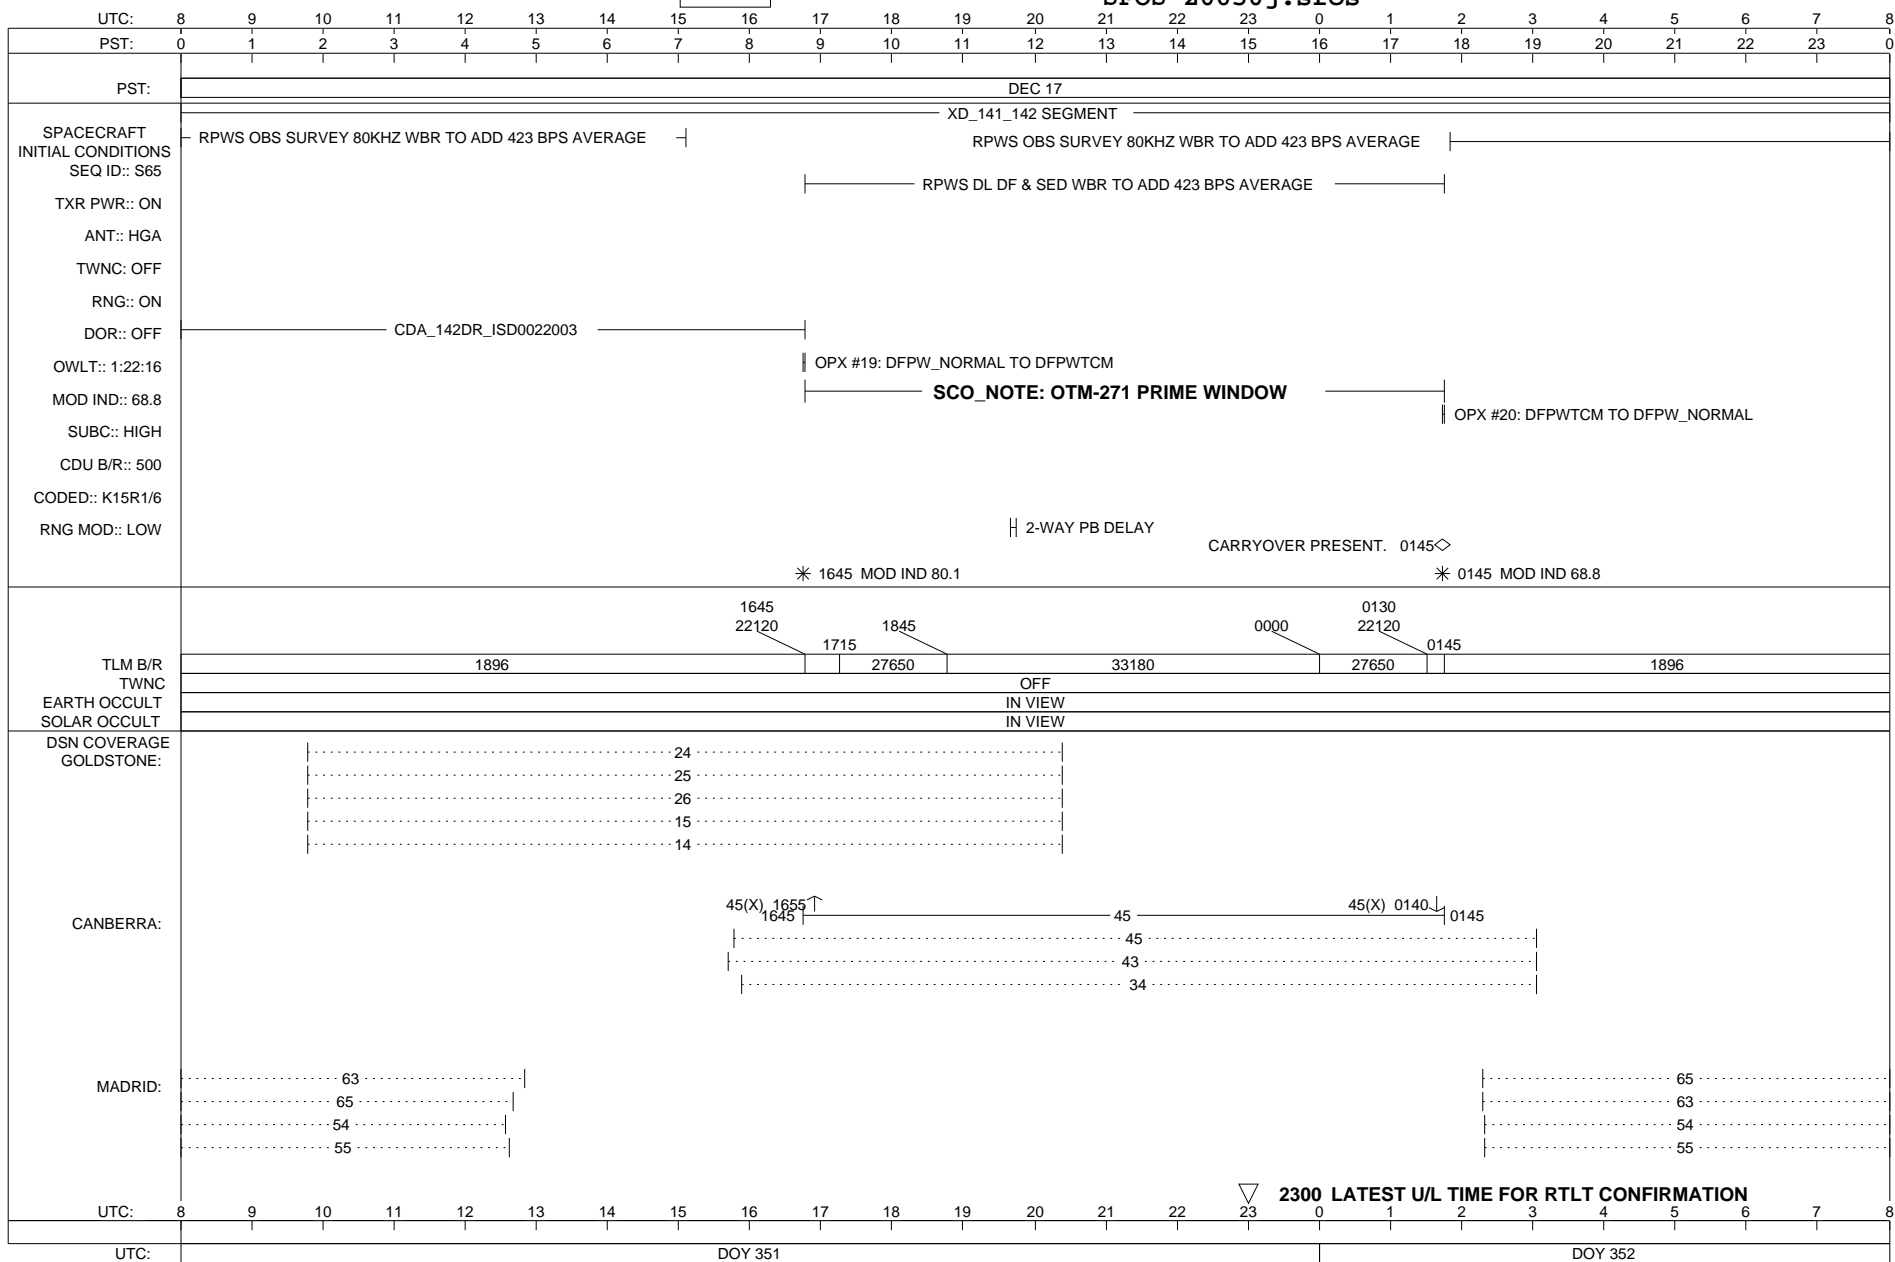 UTC: 8 9 10 11 12 13 14 15 16 17 18 19 20 21 22 23 0 1 2 3 4 5 6 7 8
PST: 0 1 2 3 4 5 6 7 8 9 10 11 12 13 14 15 16 17 18 19 20 21 22 23 0
PST: DEC 17
XD_141_142 SEGMENT
SPACECRAFT
INITIAL CONDITIONS
RPWS OBS SURVEY 80KHZ WBR TO ADD 423 BPS AVERAGE
RPWS OBS SURVEY 80KHZ WBR TO ADD 423 BPS AVERAGE
SEQ ID:: S65
RPWS DL DF & SED WBR TO ADD 423 BPS AVERAGE
TXR PWR:: ON
ANT:: HGA
TWNC: OFF
RNG:: ON
DOR:: OFF
CDA_142DR_ISD0022003
OWLT:: 1:22:16
OPX #19: DFPW_NORMAL TO DFPWTCM
MOD IND:: 68.8
SCO_NOTE: OTM-271 PRIME WINDOW
OPX #20: DFPWTCM TO DFPW_NORMAL
SUBC:: HIGH
CDU B/R:: 500
CODED:: K15R1/6
RNG MOD:: LOW
2-WAY PB DELAY
CARRYOVER PRESENT. 0145
1645 MOD IND 80.1
0145 MOD IND 68.8
1645 0130
22120 1845 0000 22120
1715 0145
TLM B/R 1896 27650 33180 27650 1896
TWNC OFF
EARTH OCCULT IN VIEW
SOLAR OCCULT IN VIEW
DSN COVERAGE
GOLDSTONE:
24
25
26
15
14
CANBERRA:
45(X) 1655 45(X) 0140
1645 45 0145
45
43
34
MADRID:
63 65
65 63
54 54
55 55
2300 LATEST U/L TIME FOR RTLT CONFIRMATION
UTC: 8 9 10 11 12 13 14 15 16 17 18 19 20 21 22 23 0 1 2 3 4 5 6 7 8
UTC: DOY 351 DOY 352